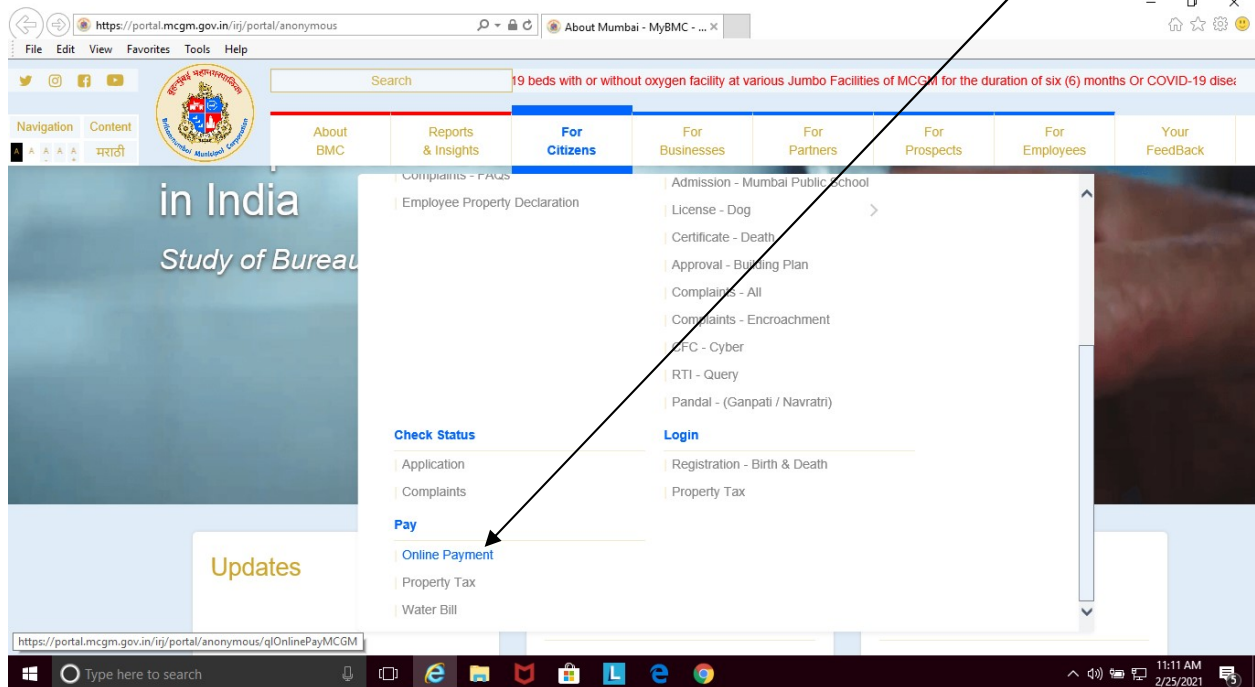 https://portal.mcgm.gov.in/irj/portal/anonymous
About Mumbai - MyBMC - ...
File Edit View Favorites Tools Help
Search
19 beds with or without oxygen facility at various Jumbo Facilities of MCGM for the duration of six (6) months Or COVID-19 disea
Navigation Content
A A A A A मराठी
About BMC
Reports & Insights
For Citizens
For Businesses
For Partners
For Prospects
For Employees
Your FeedBack
in India
Study of Bureau
Complaints - FAQs
Employee Property Declaration
Admission - Mumbai Public School
License - Dog
Certificate - Death
Approval - Building Plan
Complaints - All
Complaints - Encroachment
CFC - Cyber
RTI - Query
Pandal - (Ganpati / Navratri)
Check Status
Application
Complaints
Login
Registration - Birth & Death
Property Tax
Pay
Online Payment
Property Tax
Water Bill
Updates
https://portal.mcgm.gov.in/irj/portal/anonymous/qlOnlinePayMCGM
Type here to search
11:11 AM
2/25/2021
5